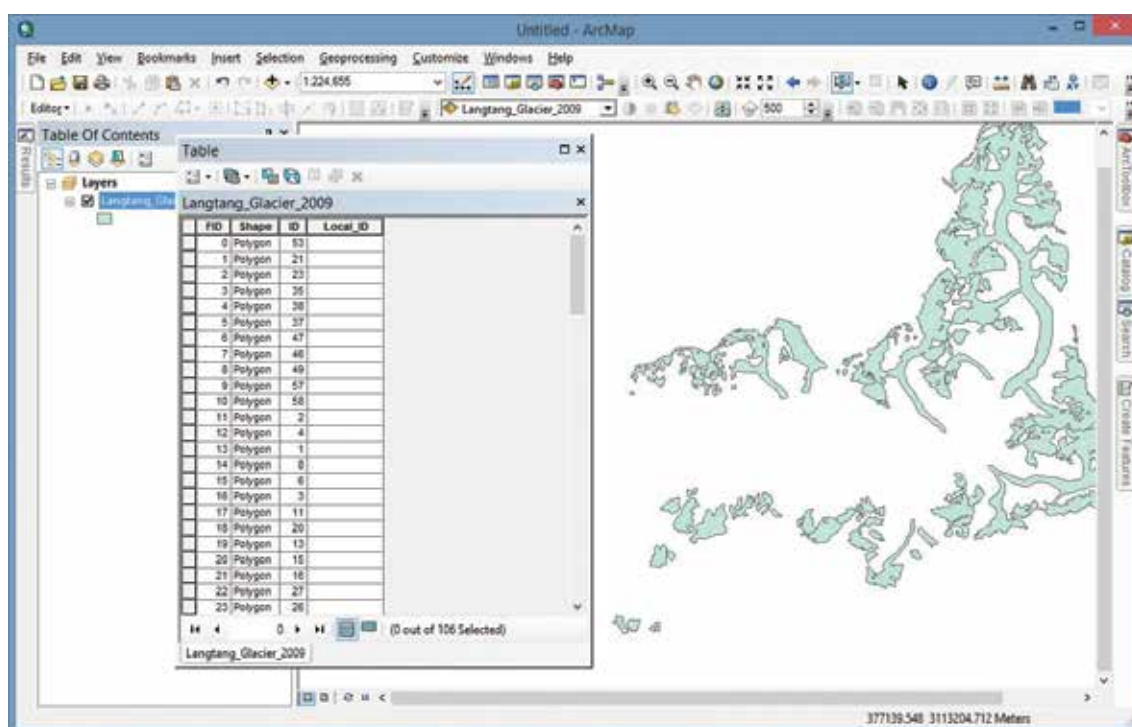 Untitled - ArcMap
File Edit View Bookmarks Insert Selection Geoprocessing Customize Windows Help
1:224,655
Editor Langtang_Glacier_2009 500
Table Of Contents
Results
Layers
Table
Langtang_Glacier_2009
FID Shape ID Local_ID
0 Polygon 53
1 Polygon 21
2 Polygon 23
3 Polygon 35
4 Polygon 38
5 Polygon 37
6 Polygon 47
7 Polygon 46
8 Polygon 49
9 Polygon 57
10 Polygon 58
11 Polygon 2
12 Polygon 4
13 Polygon 1
14 Polygon
15 Polygon 6
16 Polygon 3
17 Polygon 11
18 Polygon 20
19 Polygon 13
20 Polygon 15
21 Polygon 16
22 Polygon 27
23 Polygon 26
0
(0 out of 106 Selected)
Langtang_Glacier_2009
ArcToolbox
Catalog
Search
Create Features
377139.548 3113204.712 Meters